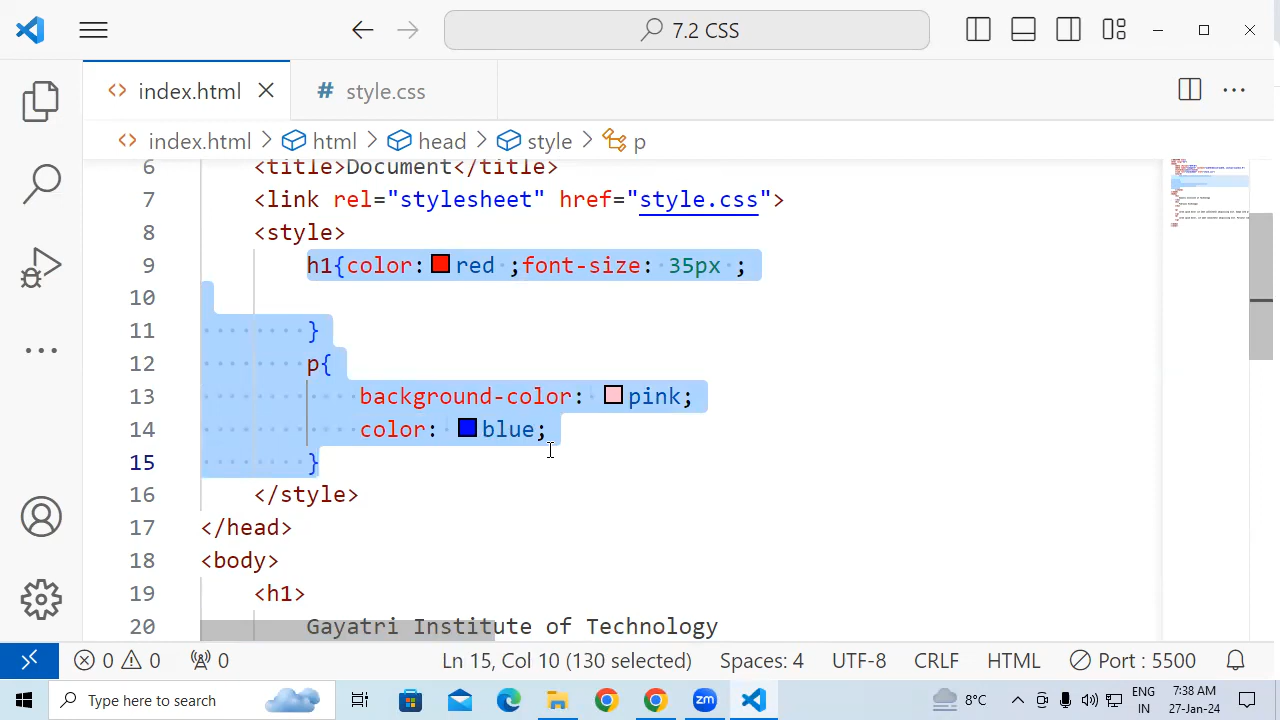 7.2 CSS
index.html
# style.css
index.html > html > head > style > p
6 <title>Document</title>
7 <link rel="stylesheet" href="style.css">
8 <style>
9 h1{color: red ;font-size: 35px ;
10
11 }
12 p{
13 background-color: pink;
14 color: blue;
15 }
16 </style>
17 </head>
18 <body>
19 <h1>
20 Gayatri Institute of Technology
0 0 0 Ln 15, Col 10 (130 selected) Spaces: 4 UTF-8 CRLF HTML Port : 5500
Type here to search zm 8°C ENG 7:38 AM
IN 27-Jan-24